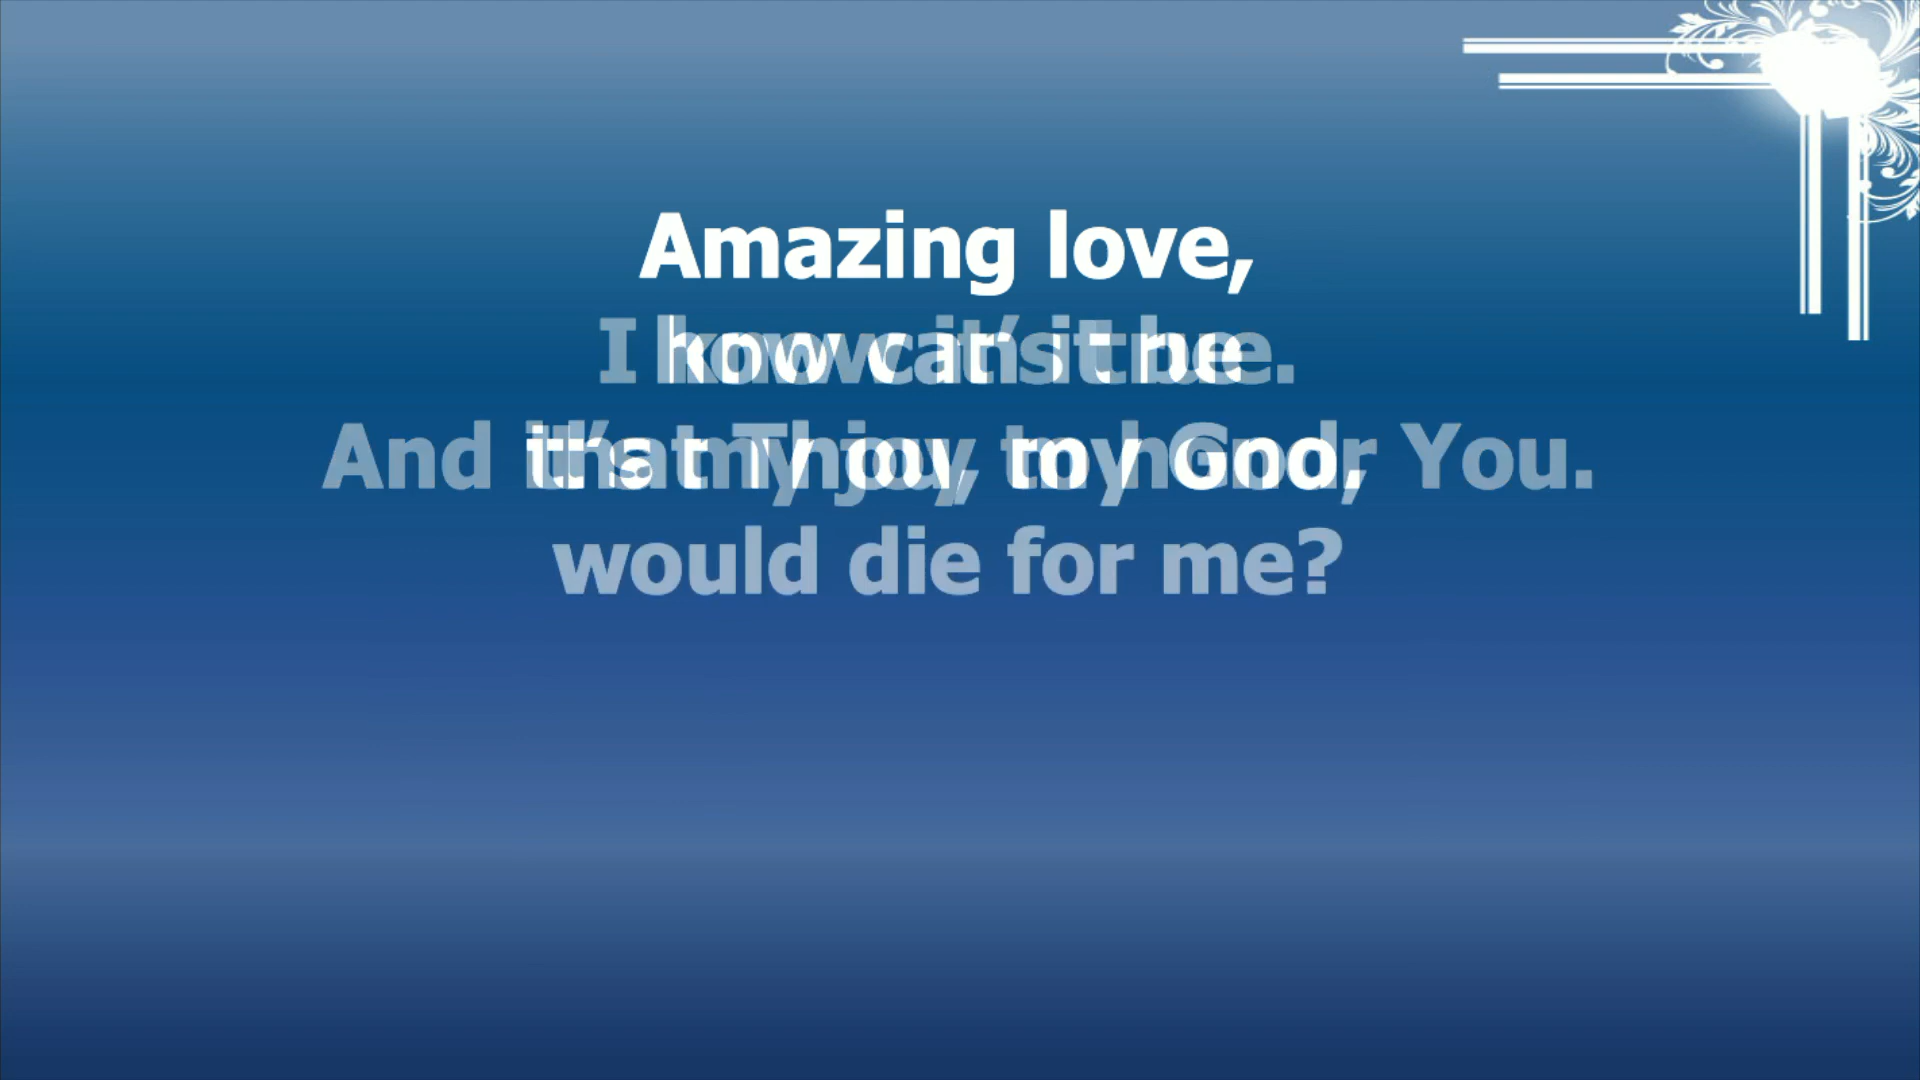 Amazing love,
how can it be
I know it's true.
that You, my God,
And it's my joy to honor You.
would die for me?